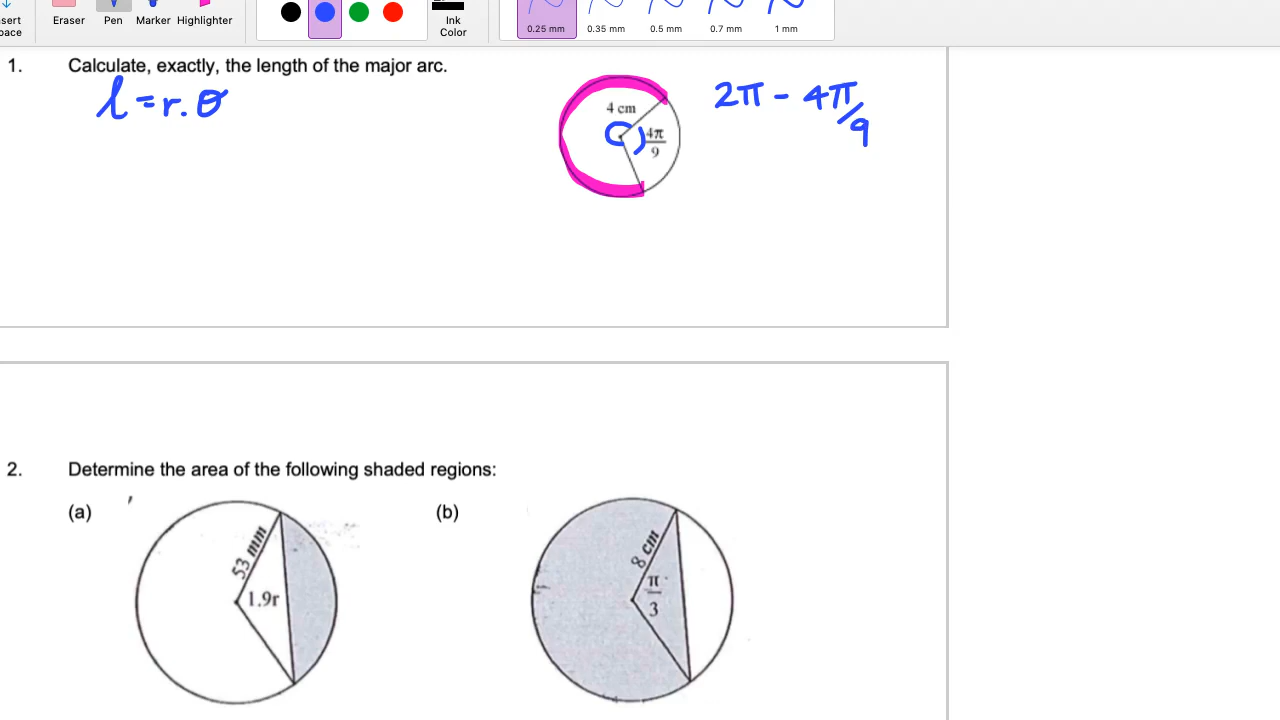 nsert
pace
Eraser
Pen
Marker
Highlighter
Ink
Color
0.25 mm
0.35 mm
0.5 mm
0.7 mm
1 mm
1. Calculate, exactly, the length of the major arc.
l = r. θ
4 cm
4π/9
2π - 4π/9
2. Determine the area of the following shaded regions:
(a)
53 mm
1.9r
(b)
8 cm
π/3